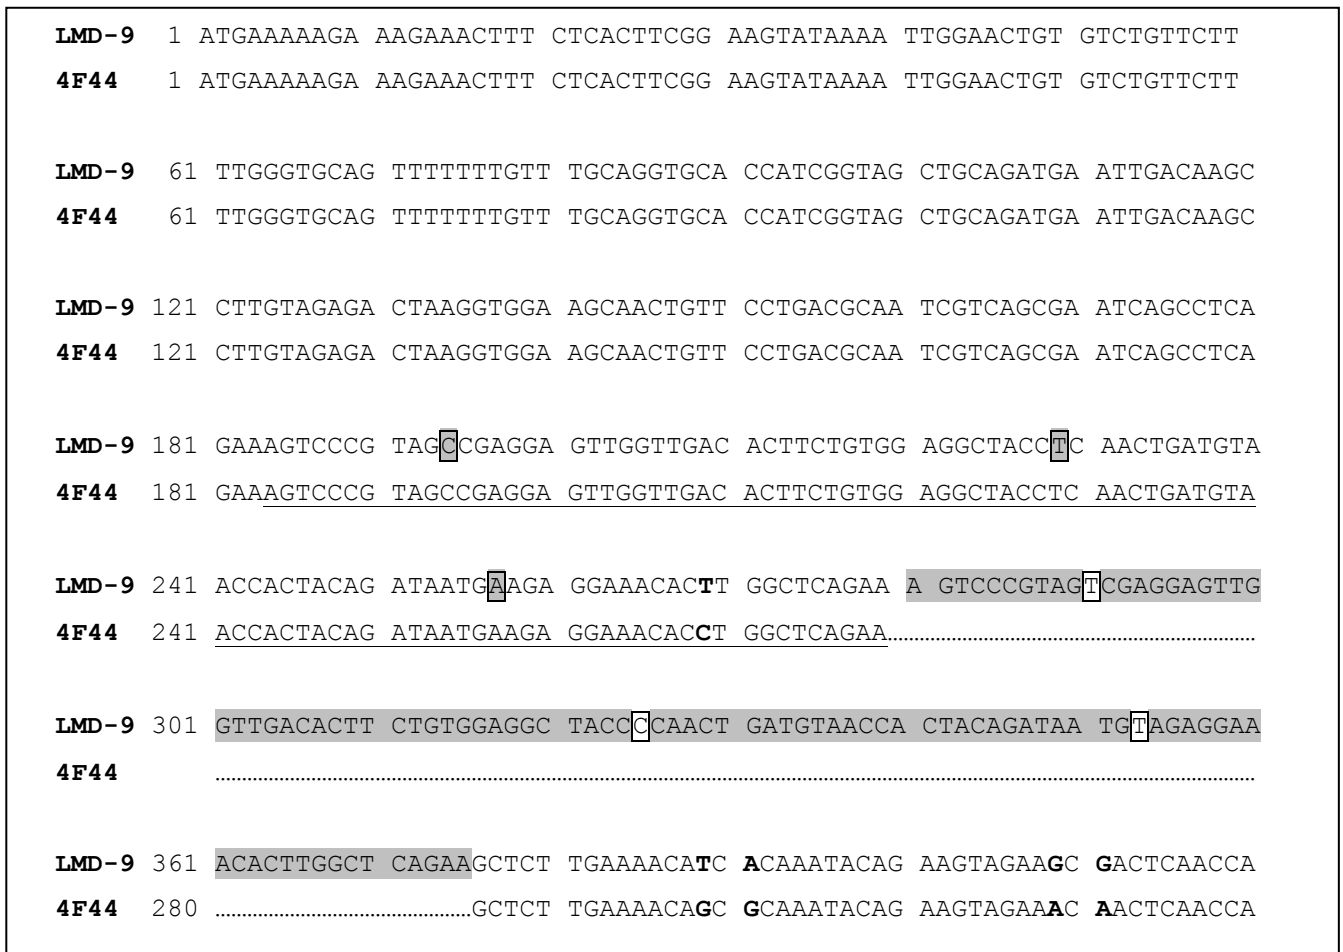 LMD-9 1 ATGAAAAAGA AAGAAACTTT CTCACTTCGG AAGTATAAAA TTGGAACTGT GTCTGTTCTT
4F44 1 ATGAAAAAGA AAGAAACTTT CTCACTTCGG AAGTATAAAA TTGGAACTGT GTCTGTTCTT
LMD-9 61 TTGGGTGCAG TTTTTTTGTT TGCAGGTGCA CCATCGGTAG CTGCAGATGA ATTGACAAGC
4F44 61 TTGGGTGCAG TTTTTTTGTT TGCAGGTGCA CCATCGGTAG CTGCAGATGA ATTGACAAGC
LMD-9 121 CTTGTAGAGA CTAAGGTGGA AGCAACTGTT CCTGACGCAA TCGTCAGCGA ATCAGCCTCA
4F44 121 CTTGTAGAGA CTAAGGTGGA AGCAACTGTT CCTGACGCAA TCGTCAGCGA ATCAGCCTCA
LMD-9 181 GAAAGTCCCG TAGCCGAGGA GTTGGTTGAC ACTTCTGTGG AGGCTACCTC AACTGATGTA
4F44 181 GAAAGTCCCG TAGCCGAGGA GTTGGTTGAC ACTTCTGTGG AGGCTACCTC AACTGATGTA
LMD-9 241 ACCACTACAG ATAATGAAGA GGAAACACTT GGCTCAGAA A GTCCCGTAGTCGAGGAGTTG
4F44 241 ACCACTACAG ATAATGAAGA GGAAACACCT GGCTCAGAA...............................................................
LMD-9 301 GTTGACACTT CTGTGGAGGC TACCCCAACT GATGTAACCA CTACAGATAA TGTAGAGGAA
4F44 ...............................................................
LMD-9 361 ACACTTGGCT CAGAAGCTCT TGAAAACATC ACAAATACAG AAGTAGAAGC GACTCAACCA
4F44 280 ............................................GCTCT TGAAAACAGC GCAAATACAG AAGTAGAAAC AACTCAACCA